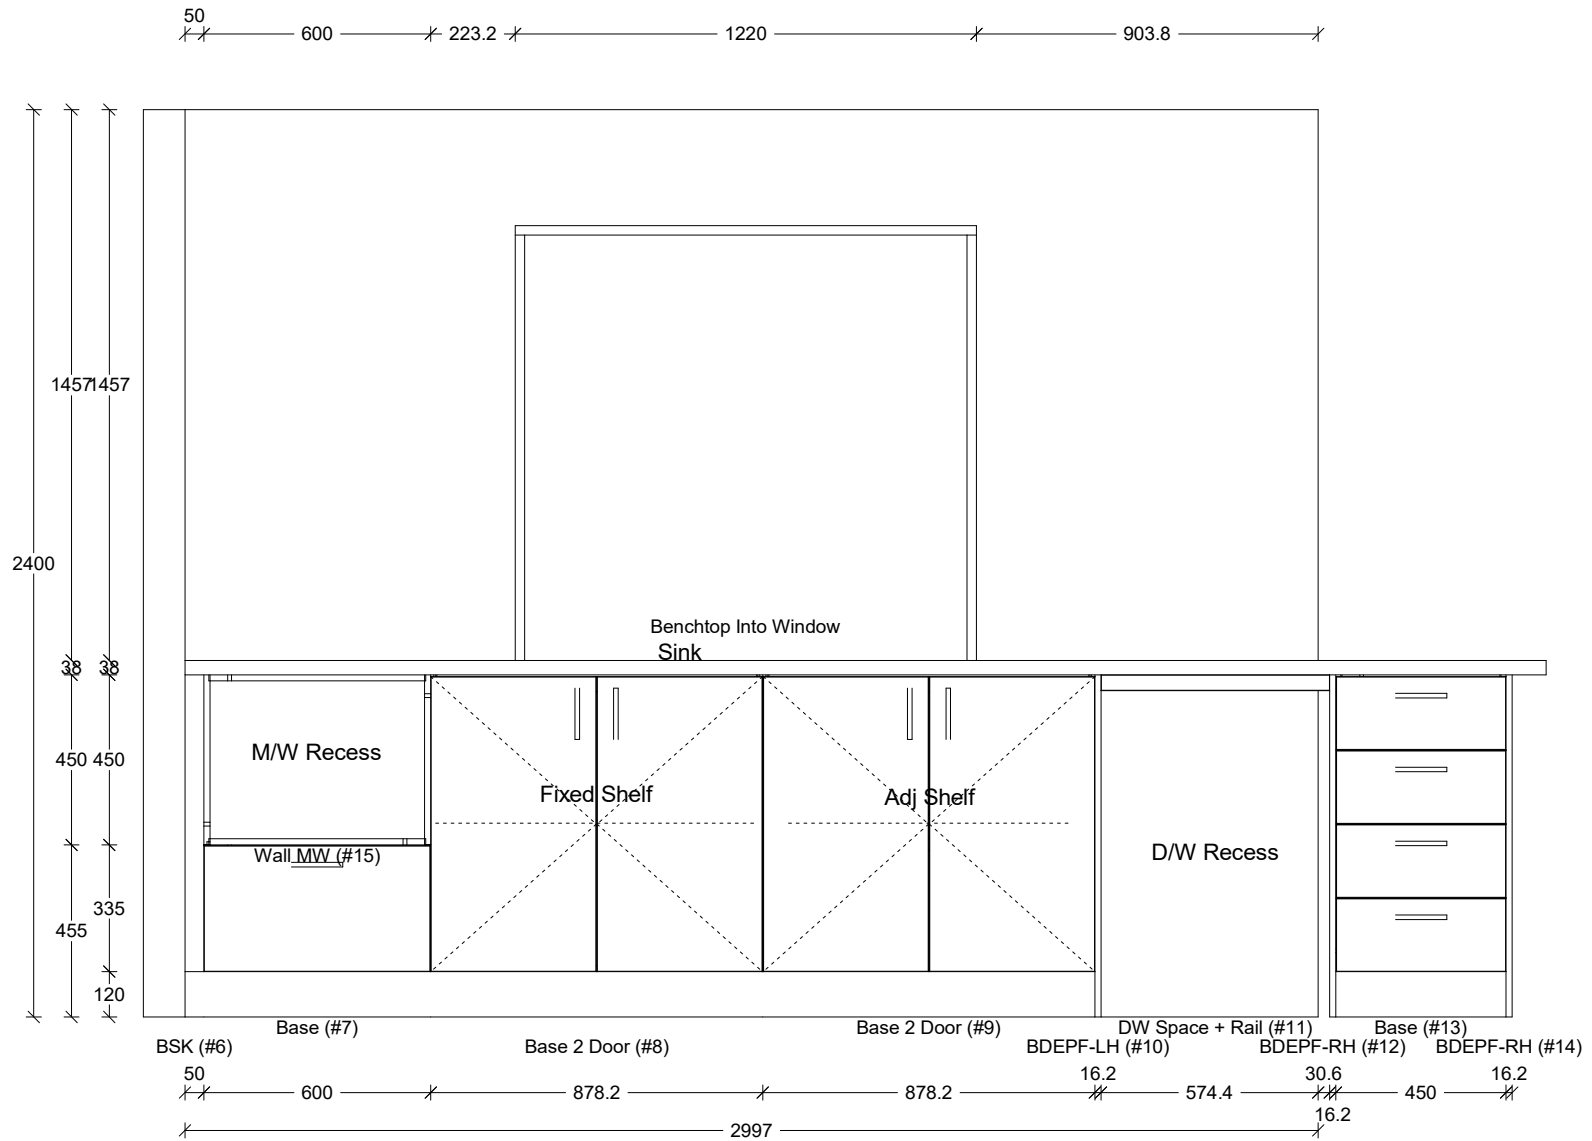 50
600
223.2
1220
903.8
1457
1457
2400
Benchtop Into Window
Sink
38
38
M/W Recess
450
450
Fixed Shelf
Adj Shelf
Wall MW (#15)
D/W Recess
335
455
120
Base (#7)
Base 2 Door (#9)
DW Space + Rail (#11)
Base (#13)
BSK (#6)
Base 2 Door (#8)
BDEPF-LH (#10)
BDEPF-RH (#12)
BDEPF-RH (#14)
50
16.2
30.6
16.2
600
878.2
878.2
574.4
450
16.2
2997